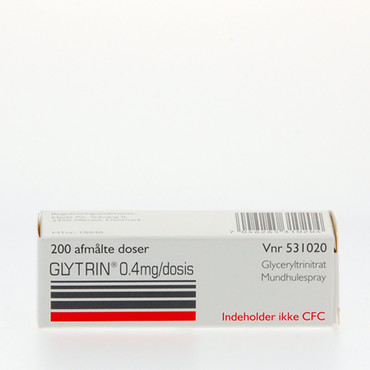 200 afmålte doser
GLYTRIN® 0.4mg/dosis
Vnr 531020
Glyceryltrinitrat
Mundhulespray
Indeholder ikke CFC